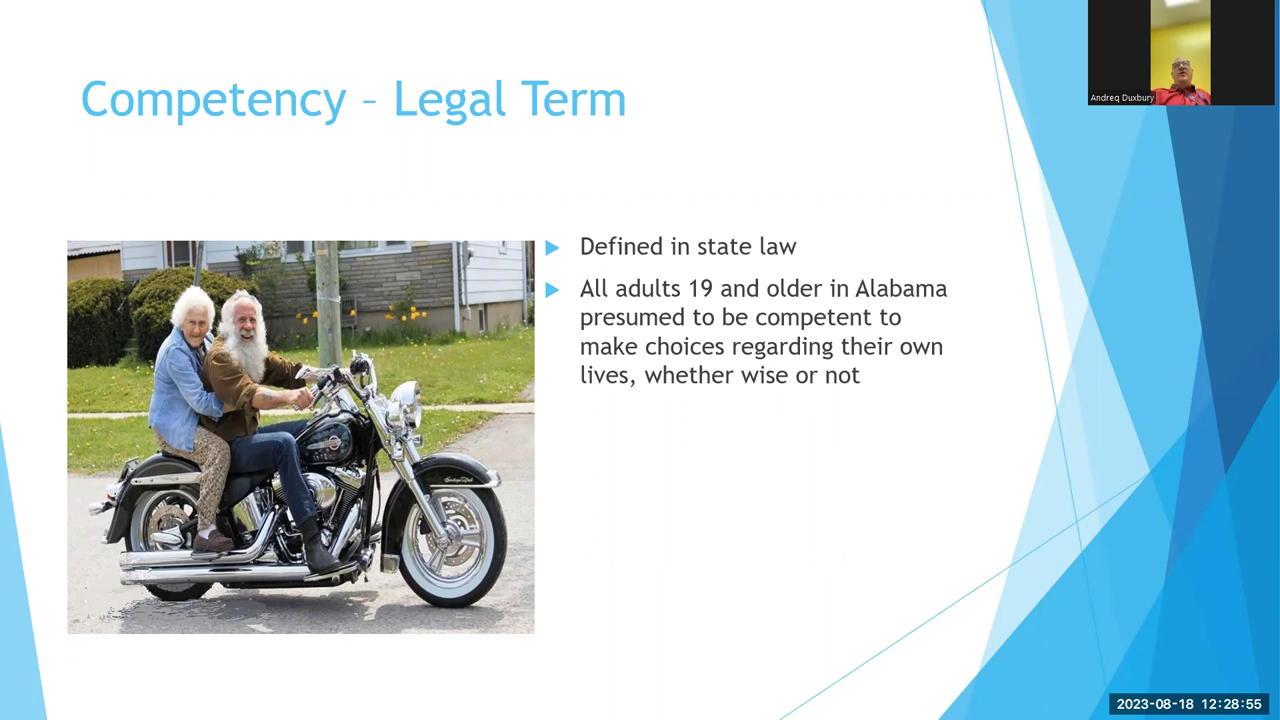 Competency – Legal Term
Andreq Duxbury
Defined in state law
All adults 19 and older in Alabama
presumed to be competent to
make choices regarding their own
lives, whether wise or not
2023-08-18 12:28:55